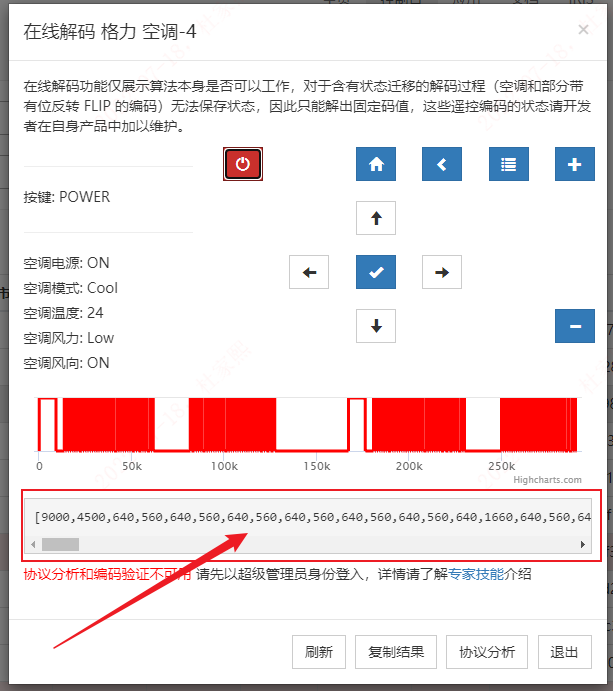 在线解码 格力 空调-4
×
在线解码功能仅展示算法本身是否可以工作，对于含有状态迁移的解码过程（空调和部分带
有位反转 FLIP 的编码）无法保存状态，因此只能解出固定码值，这些遥控编码的状态请开发
者在自身产品中加以维护。
按键: POWER
空调电源: ON
空调模式: Cool
空调温度: 24
空调风力: Low
空调风向: ON
0 50k 100k 150k 200k 250k
Highcharts.com
[9000,4500,640,560,640,560,640,560,640,560,640,560,640,560,640,1660,640,560,64
协议分析和编码验证不可用 请先以超级管理员身份登入，详情请了解专家技能介绍
刷新 复制结果 协议分析 退出